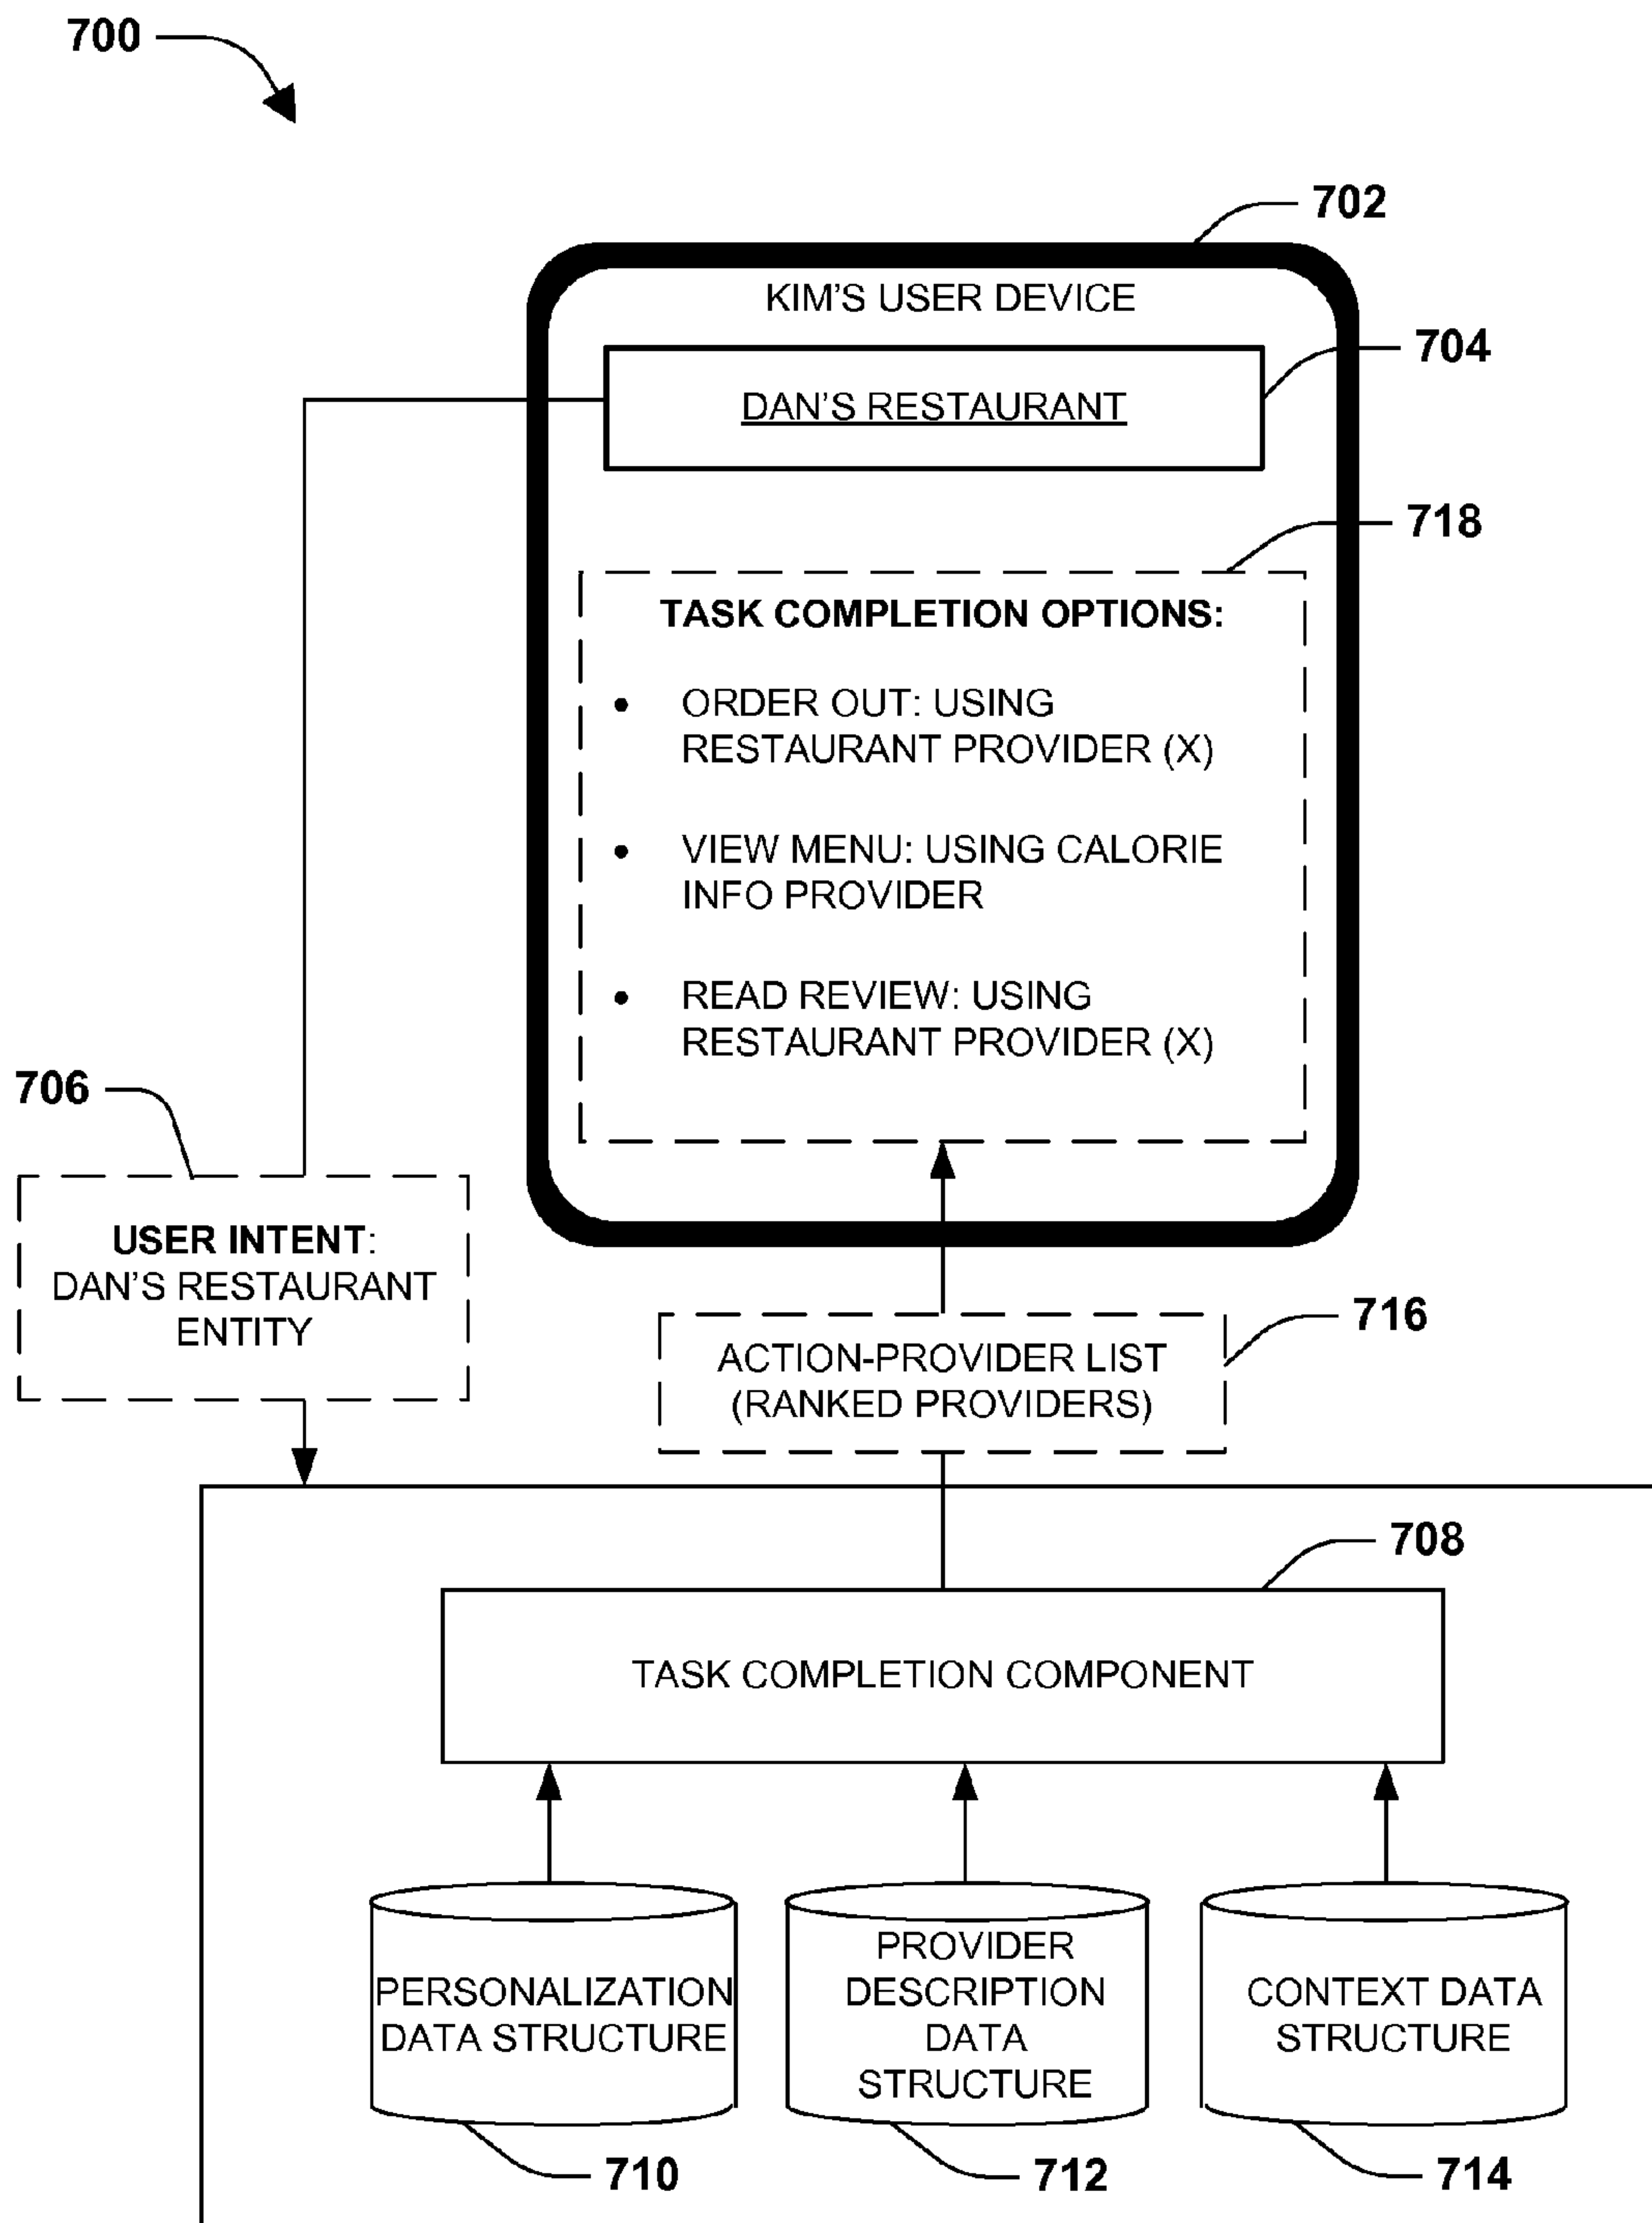 700
702
KIM'S USER DEVICE
704
DAN'S RESTAURANT
718
TASK COMPLETION OPTIONS:
• ORDER OUT: USING
RESTAURANT PROVIDER (X)
• VIEW MENU: USING CALORIE
INFO PROVIDER
• READ REVIEW: USING
RESTAURANT PROVIDER (X)
706
USER INTENT:
DAN'S RESTAURANT
ENTITY
716
ACTION-PROVIDER LIST
(RANKED PROVIDERS)
708
TASK COMPLETION COMPONENT
PERSONALIZATION
DATA STRUCTURE
PROVIDER
DESCRIPTION
DATA
STRUCTURE
CONTEXT DATA
STRUCTURE
710
712
714